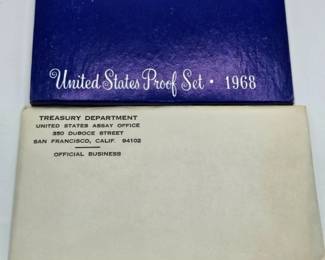 United States Proof Set • 1968
TREASURY DEPARTMENT
UNITED STATES ASSAY OFFICE
350 DUBOCE STREET
SAN FRANCISCO, CALIF. 94102
OFFICIAL BUSINESS